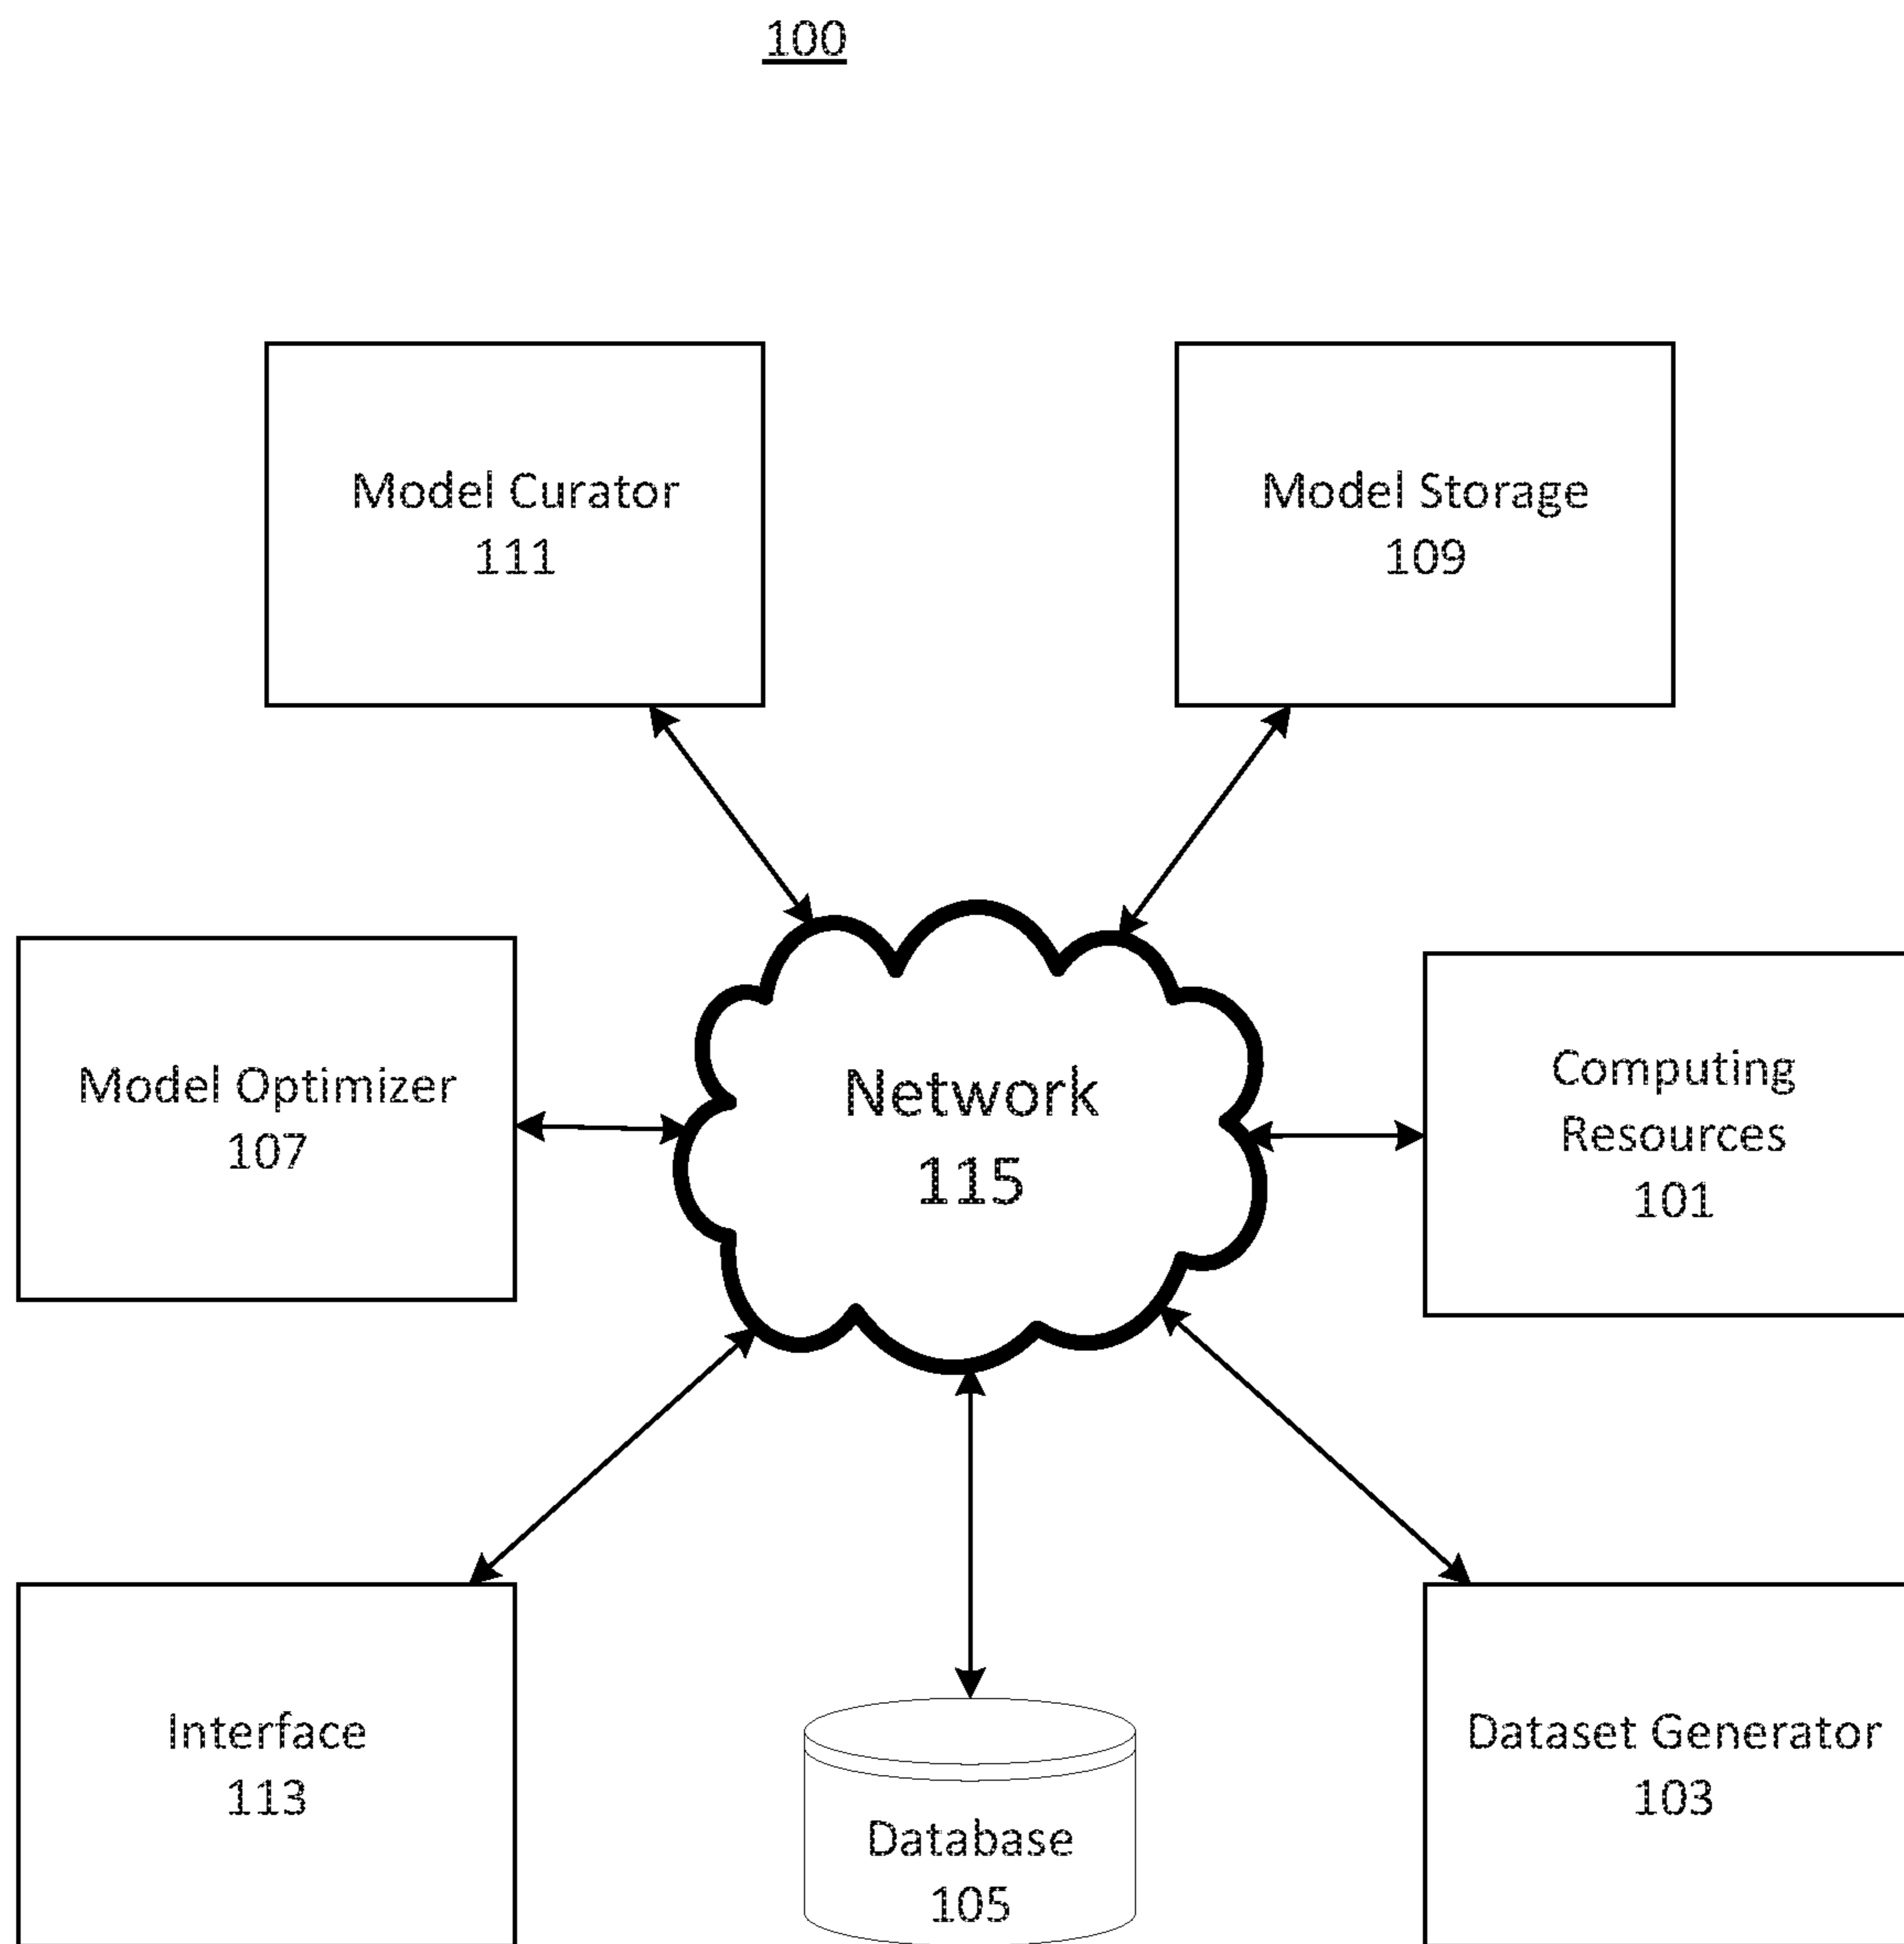 100
Model Curator
111
Model Storage
109
Model Optimizer
107
Network
115
Computing
Resources
101
Interface
113
Database
105
Dataset Generator
103